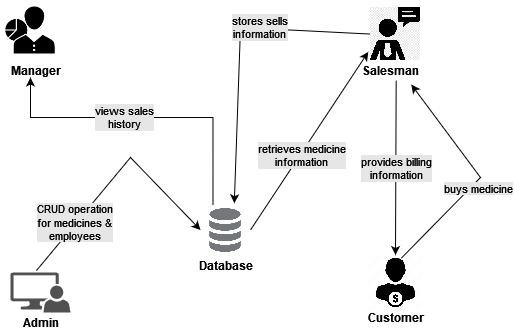 stores sells
information
Manager
Salesman
views sales
history
retrieves medicine
information
provides billing
information
buys medicine
CRUD operation
for medicines &
employees
Database
Admin
Customer
$